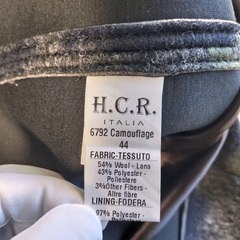 H.C.R.
ITALIA
6792 Camouflage
44
FABRIC-TESSUTO
54% Wool - Lana
43% Polyester -
Poliestere
3%Other Fibers -
Altre fibre
LINING-FODERA
97% Polyester -